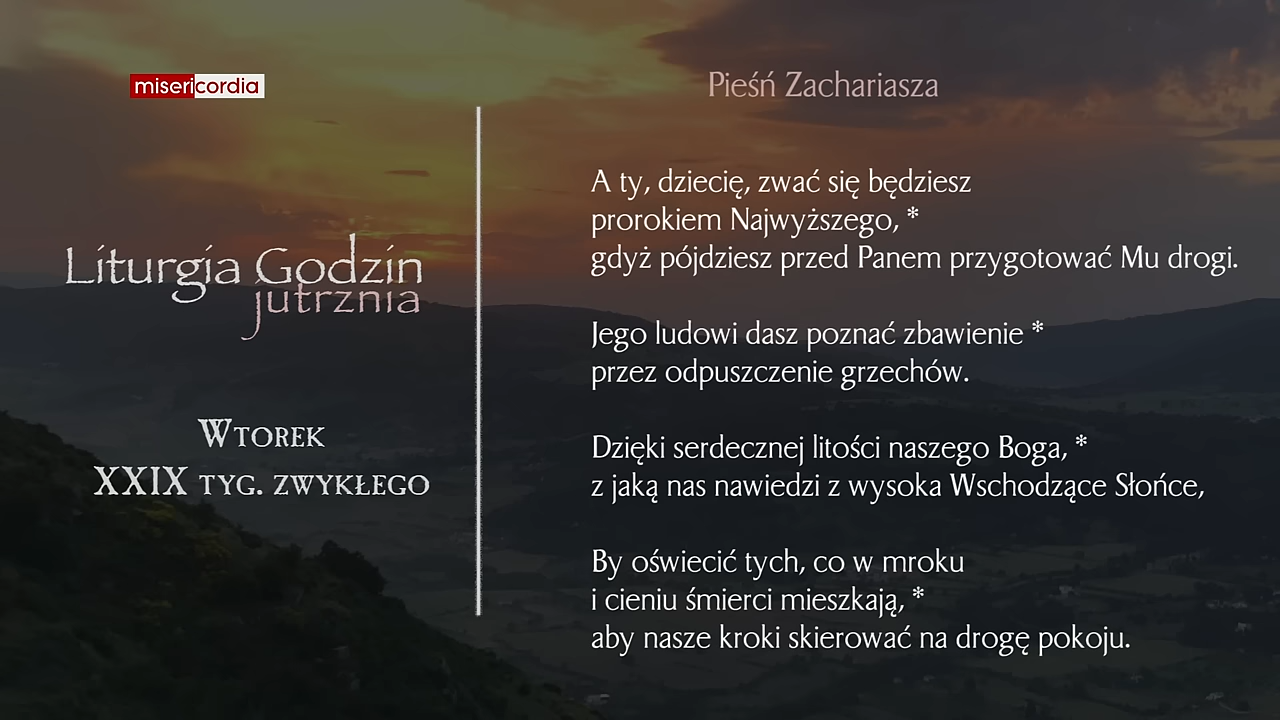 misericordia
Liturgia Godzin
jutrznia
Wtorek
XXIX tyg. zwykłego
Pieśń Zachariasza
A ty, dziecię, zwać się będziesz
prorokiem Najwyższego, *
gdyż pójdziesz przed Panem przygotować Mu drogi.
Jego ludowi dasz poznać zbawienie *
przez odpuszczenie grzechów.
Dzięki serdecznej litości naszego Boga, *
z jaką nas nawiedzi z wysoka Wschodzące Słońce,
By oświecić tych, co w mroku
i cieniu śmierci mieszkają, *
aby nasze kroki skierować na drogę pokoju.